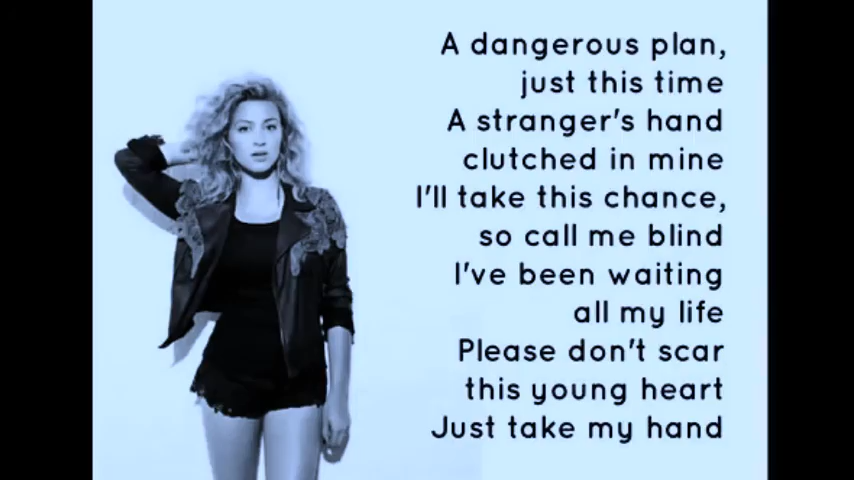 A dangerous plan,
just this time
A stranger's hand
clutched in mine
I'll take this chance,
so call me blind
I've been waiting
all my life
Please don't scar
this young heart
Just take my hand